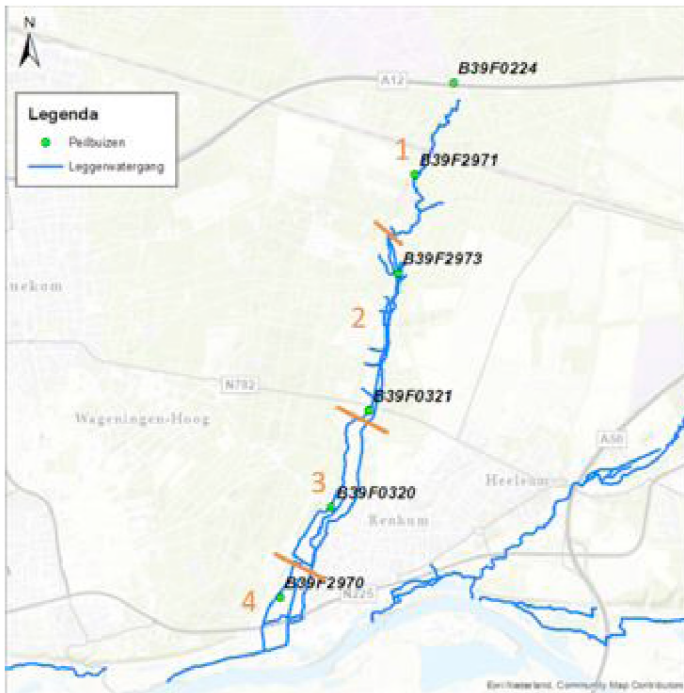 N
A12
B39F0224
Legenda
Peilbuizen
Leggerwatergang
1
B39F2971
B39F2973
nnekom
2
N782
B39F0321
Wageningen-Hoog
A50
3
Heelsum
B39F0320
Renkum
B39F2970
4
N225
Esri Nederland, Community Map Contributors